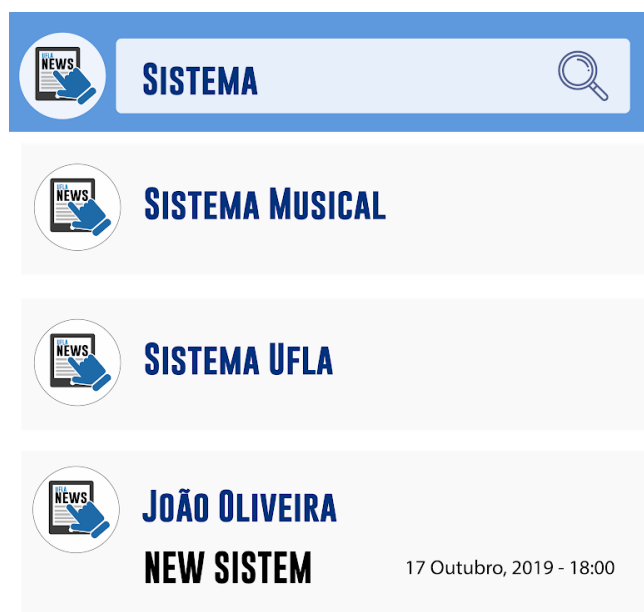 UFLA
NEWS
SISTEMA
UFLA
NEWS
SISTEMA MUSICAL
UFLA
NEWS
SISTEMA UFLA
UFLA
NEWS
JOÃO OLIVEIRA
NEW SISTEM
17 Outubro, 2019 - 18:00